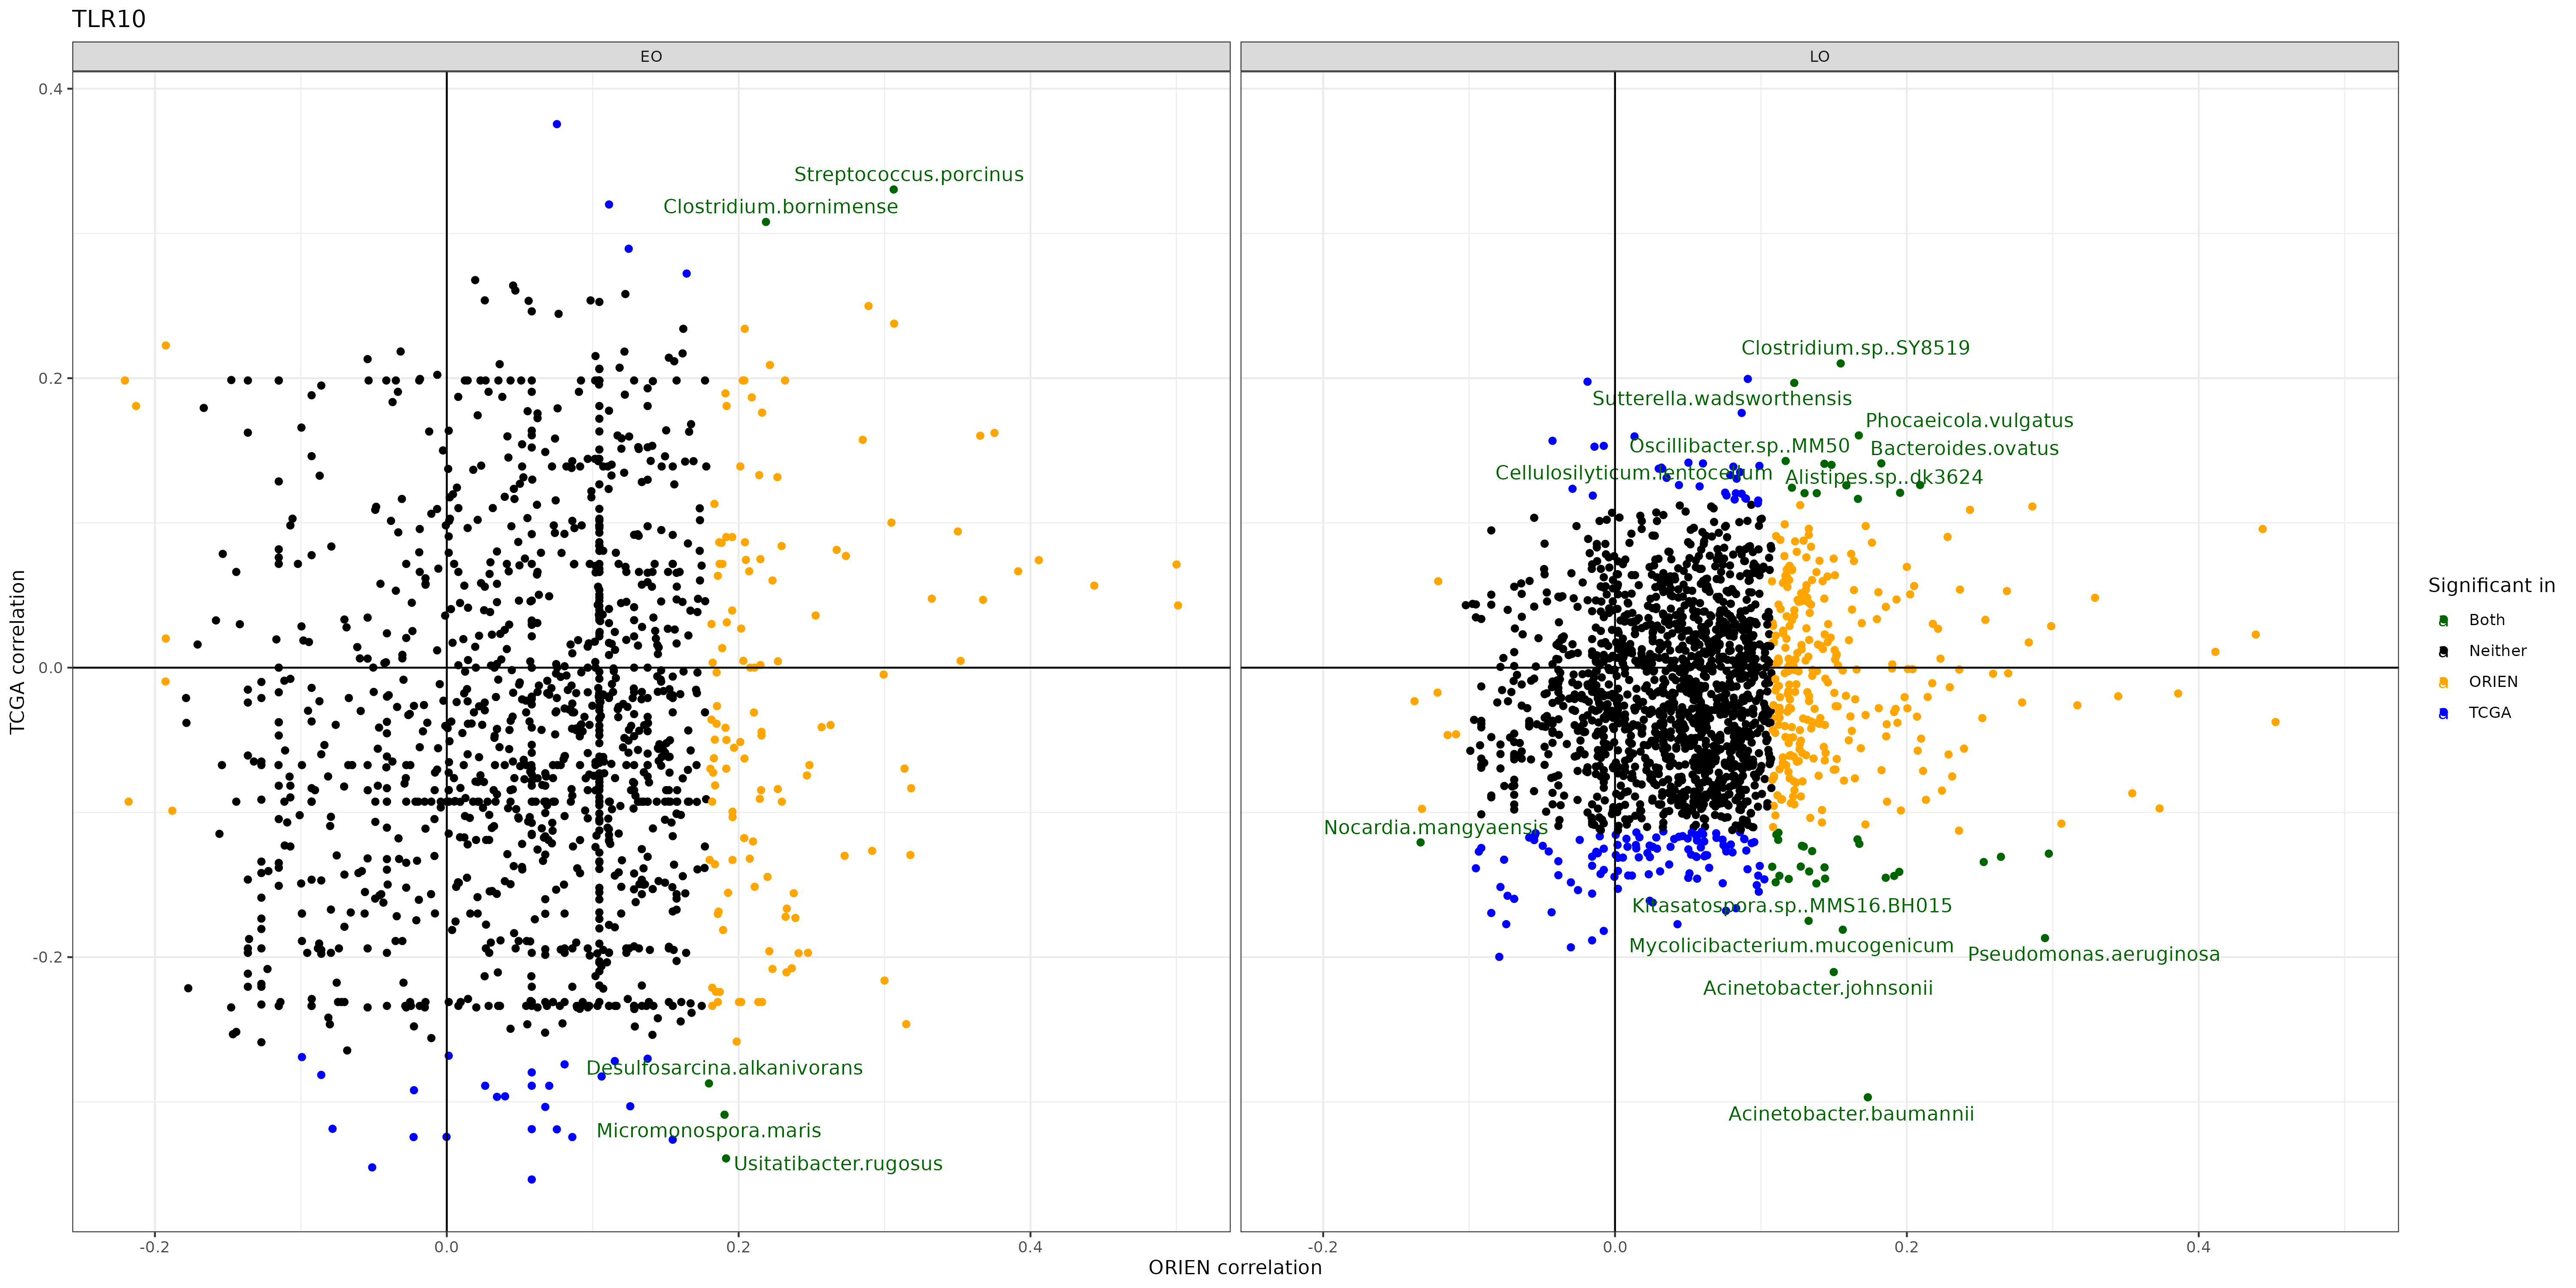 TLR10
EO
LO
TCGA correlation
0.4
0.2
0.0
-0.2
Streptococcus.porcinus
Clostridium.bornimense
Desulfosarcina.alkanivorans
Micromonospora.maris
Usitatibacter.rugosus
Clostridium.sp..SY8519
Sutterella.wadsworthensis
Phocaeicola.vulgatus
Oscillibacter.sp..MM50
Bacteroides.ovatus
Cellulosilyticum.lentocellum
Alistipes.sp..dk3624
Nocardia.mangyaensis
Kitasatospora.sp..MMS16.BH015
Mycolicibacterium.mucogenicum
Pseudomonas.aeruginosa
Acinetobacter.johnsonii
Acinetobacter.baumannii
-0.2 0.0 0.2 0.4
-0.2 0.0 0.2 0.4
ORIEN correlation
Significant in
a Both
a Neither
a ORIEN
a TCGA